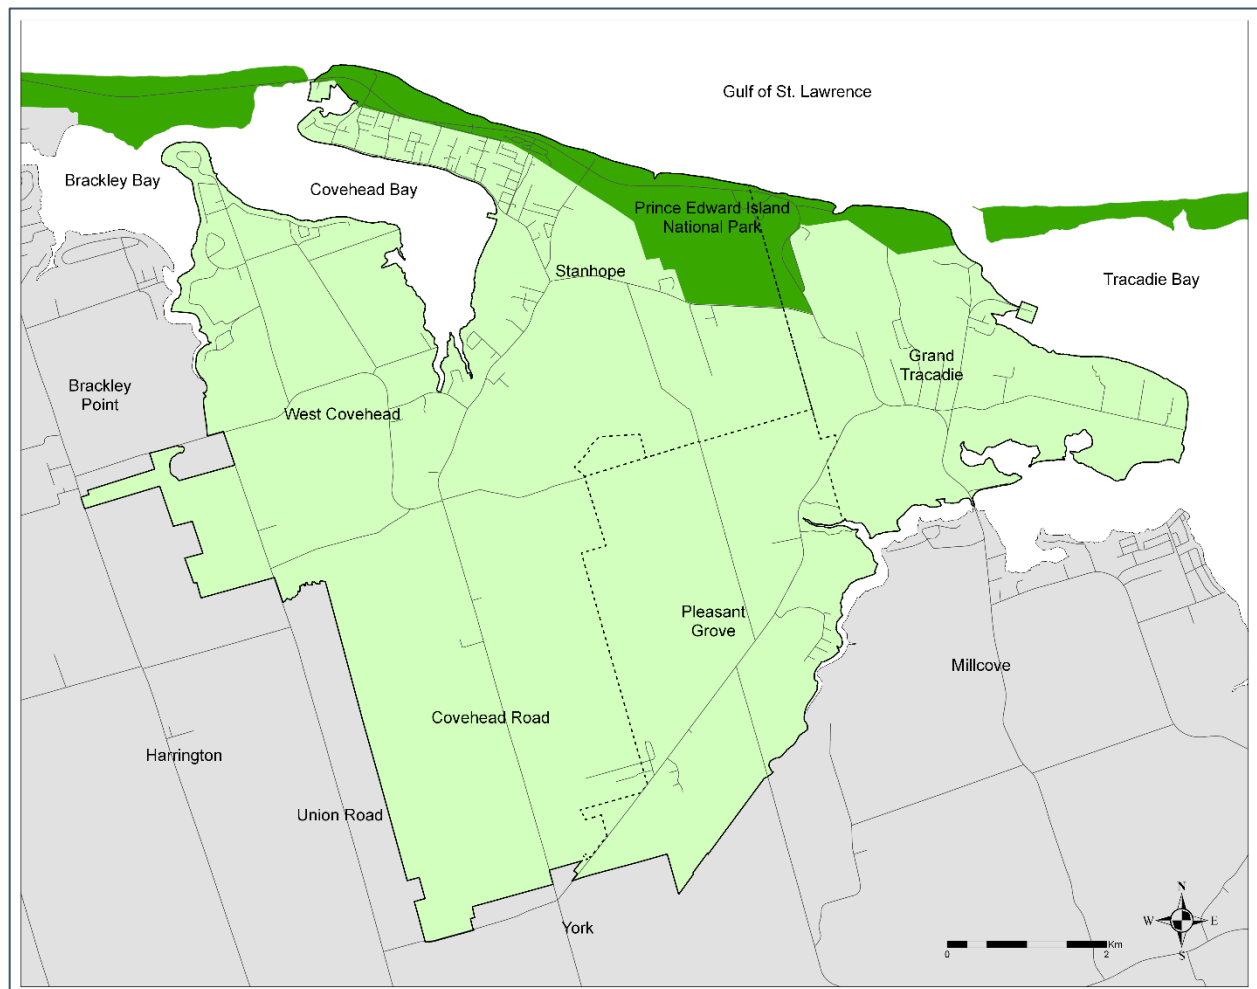 Gulf of St. Lawrence
Brackley Bay
Covehead Bay
Prince Edward Island
National Park
Stanhope
Tracadie Bay
Grand
Tracadie
Brackley
Point
West Covehead
Pleasant
Grove
Millcove
Covehead Road
Harrington
Union Road
York
N
W
E
S
Km
0
2